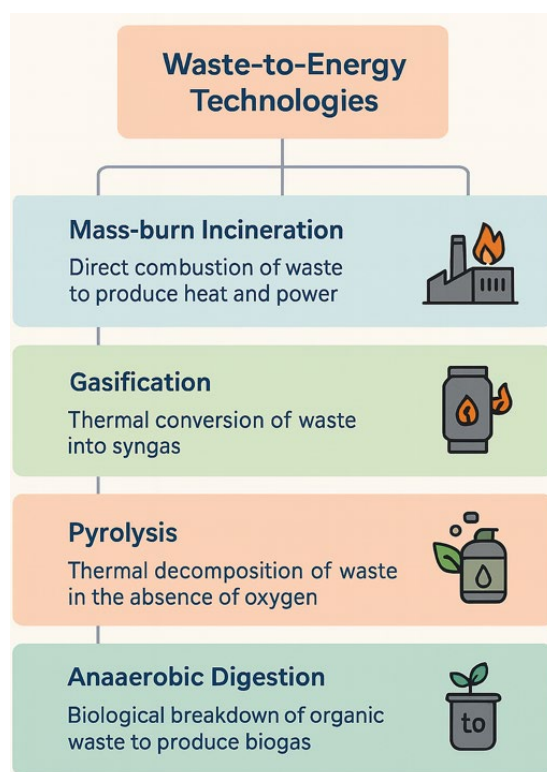 Waste-to-Energy
Technologies
Mass-burn Incineration
Direct combustion of waste
to produce heat and power
Gasification
Thermal conversion of waste
into syngas
Pyrolysis
Thermal decomposition of waste
in the absence of oxygen
Anaaerobic Digestion
Biological breakdown of organic
waste to produce biogas
to